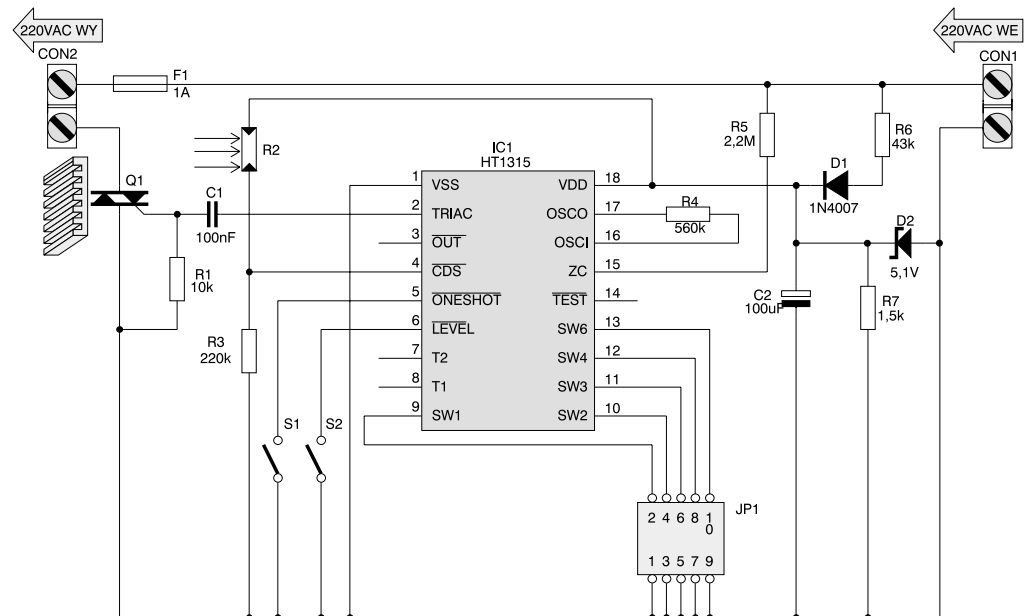 220VAC WY
220VAC WE
CON2
CON1
F1
1A
R2
R5
2,2M
R6
43k
IC1
HT1315
Q1
C1
100nF
1 VSS
2 TRIAC
3 OUT
4 CDS
5 ONESHOT
6 LEVEL
7 T2
8 T1
9 SW1
VDD 18
OSCO 17
OSCI 16
ZC 15
TEST 14
SW6 13
SW4 12
SW3 11
SW2 10
R4
560k
D1
1N4007
D2
5,1V
R1
10k
C2
100uF
R7
1,5k
R3
220k
S1
S2
JP1
2 4 6 8 10
1 3 5 7 9